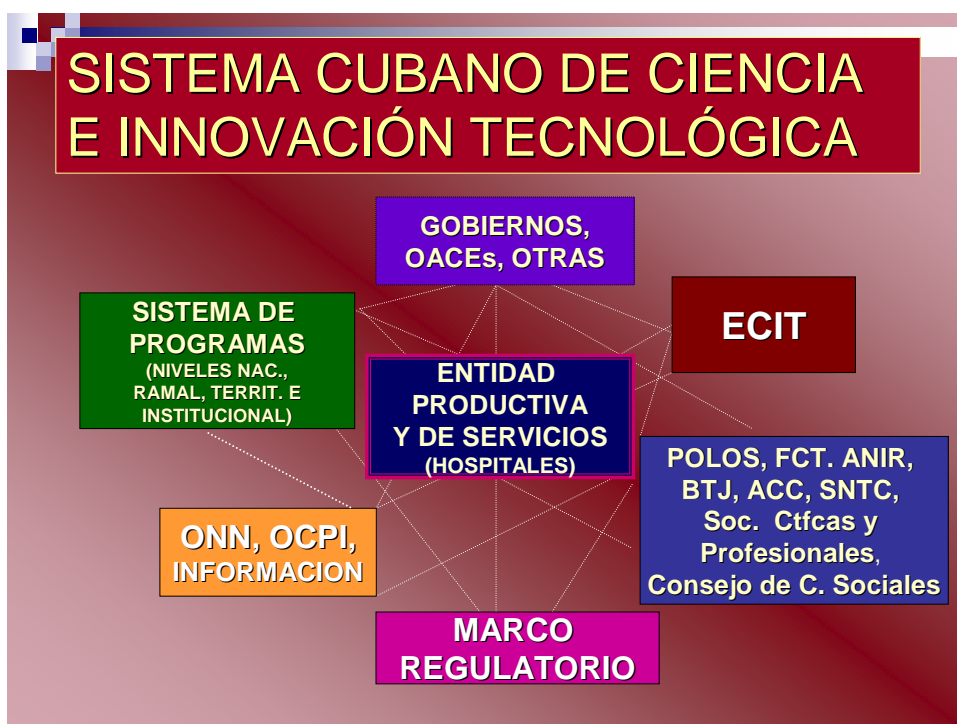 SISTEMA CUBANO DE CIENCIA
E INNOVACIÓN TECNOLÓGICA
GOBIERNOS,
OACEs, OTRAS
SISTEMA DE
PROGRAMAS
(NIVELES NAC.,
RAMAL, TERRIT. E
INSTITUCIONAL)
ECIT
ENTIDAD
PRODUCTIVA
Y DE SERVICIOS
(HOSPITALES)
POLOS, FCT. ANIR,
BTJ, ACC, SNTC,
Soc. Ctfcas y
Profesionales,
Consejo de C. Sociales
ONN, OCPI,
INFORMACION
MARCO
REGULATORIO